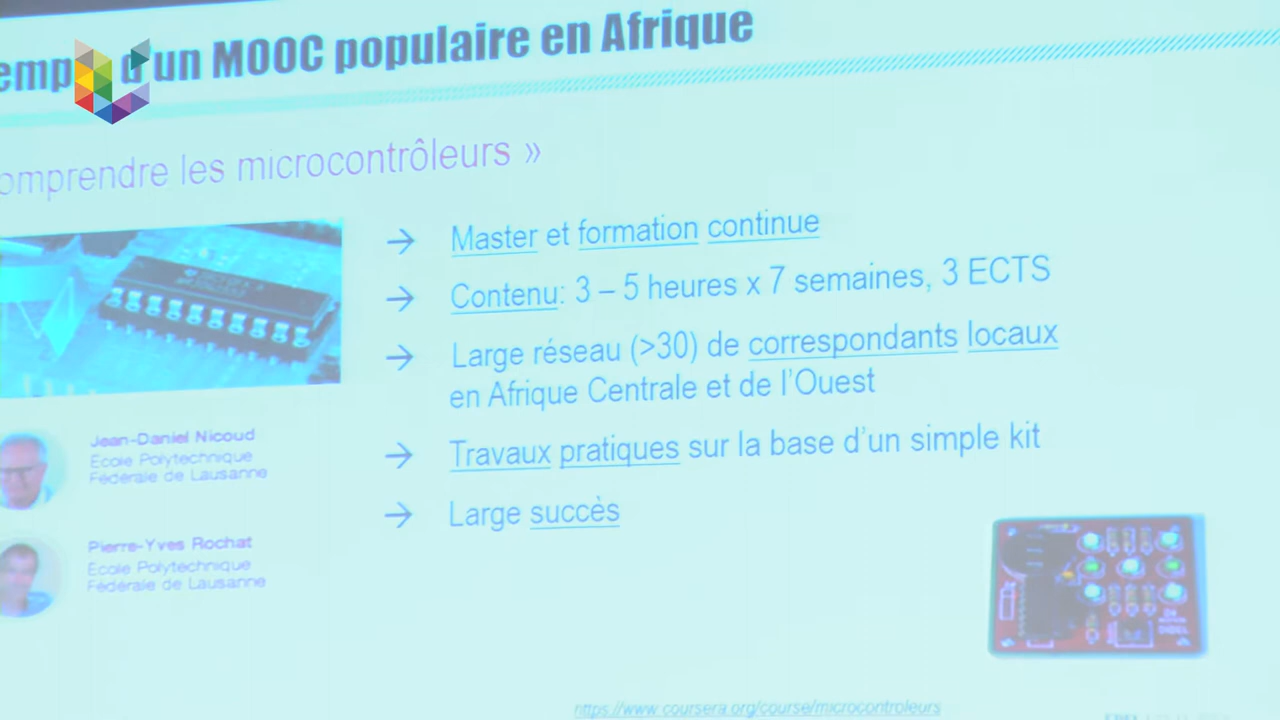 d'un MOOC populaire en Afrique
omprendre les microcontrôleurs »
→ Master et formation continue
→ Contenu: 3 – 5 heures x 7 semaines, 3 ECTS
→ Large réseau (>30) de correspondants locaux
en Afrique Centrale et de l'Ouest
→ Travaux pratiques sur la base d'un simple kit
→ Large succès
Jean-Daniel Nicoud
Ecole Polytechnique
Fédérale de Lausanne
Pierre-Yves Rochat
Ecole Polytechnique
Fédérale de Lausanne
https://www.coursera.org/course/microcontroleurs